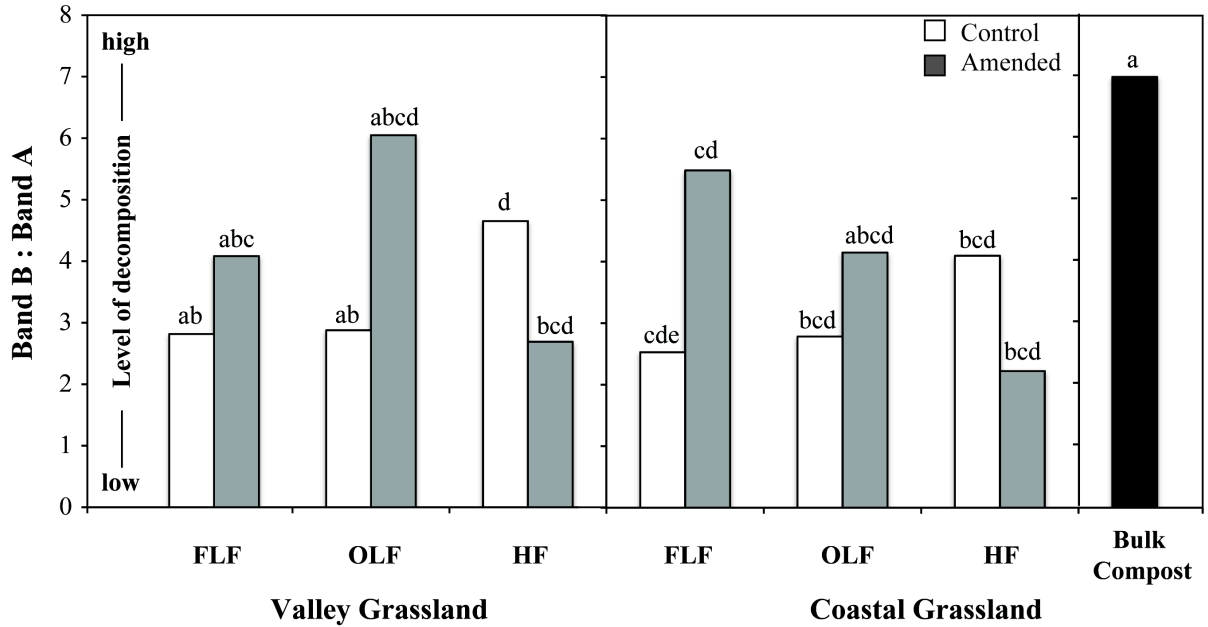 Band B : Band A
8
7
6
5
4
3
2
1
0
high
Level of decomposition
low
Control
Amended
ab
abc
ab
abcd
d
bcd
cde
cd
bcd
abcd
bcd
bcd
a
FLF
OLF
HF
FLF
OLF
HF
Bulk
Compost
Valley Grassland
Coastal Grassland